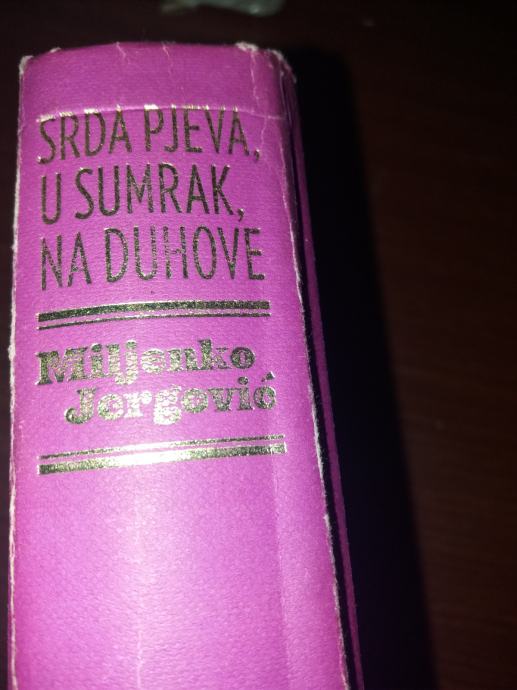 SRDA PJEVA,
U SUMRAK,
NA DUHOVE
Miljenko
Jergović